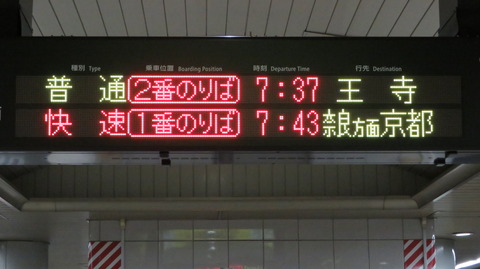 種別 Type 乗車位置 Boarding Position 時刻 Departure Time 行先 Destination
普通 2番のりば 7:37 王寺
快速 1番のりば 7:43 奈良方面京都